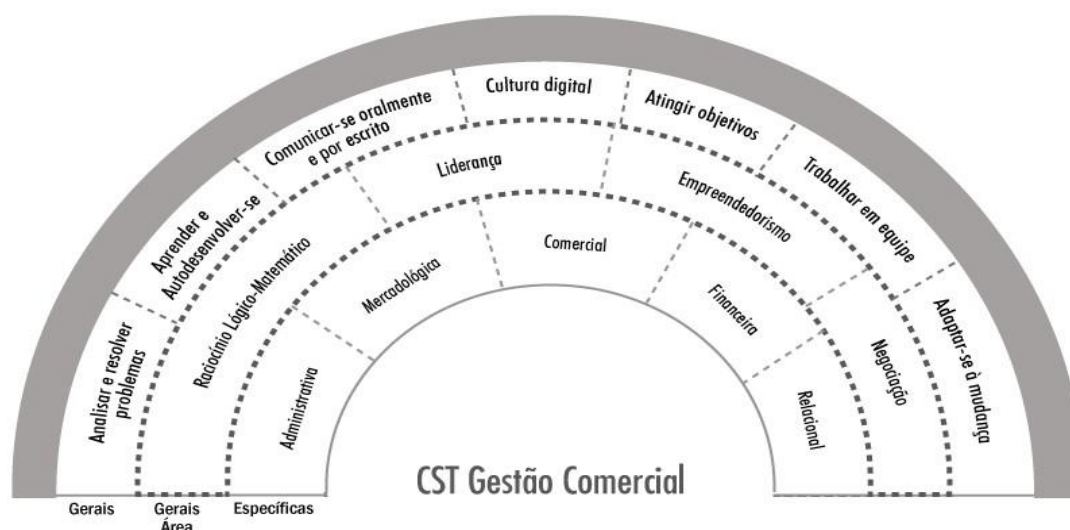 Analisar e resolver
problemas
Aprender e
Autodesenvolver-se
Comunicar-se oralmente
e por escrito
Cultura digital
Atingir objetivos
Trabalhar em equipe
Adaptar-se à mudança
Raciocínio Lógico-Matemático
Liderança
Empreendedorismo
Negociação
Administrativa
Mercadológica
Comercial
Financeira
Relacional
CST Gestão Comercial
Gerais
Gerais
Área
Específicas